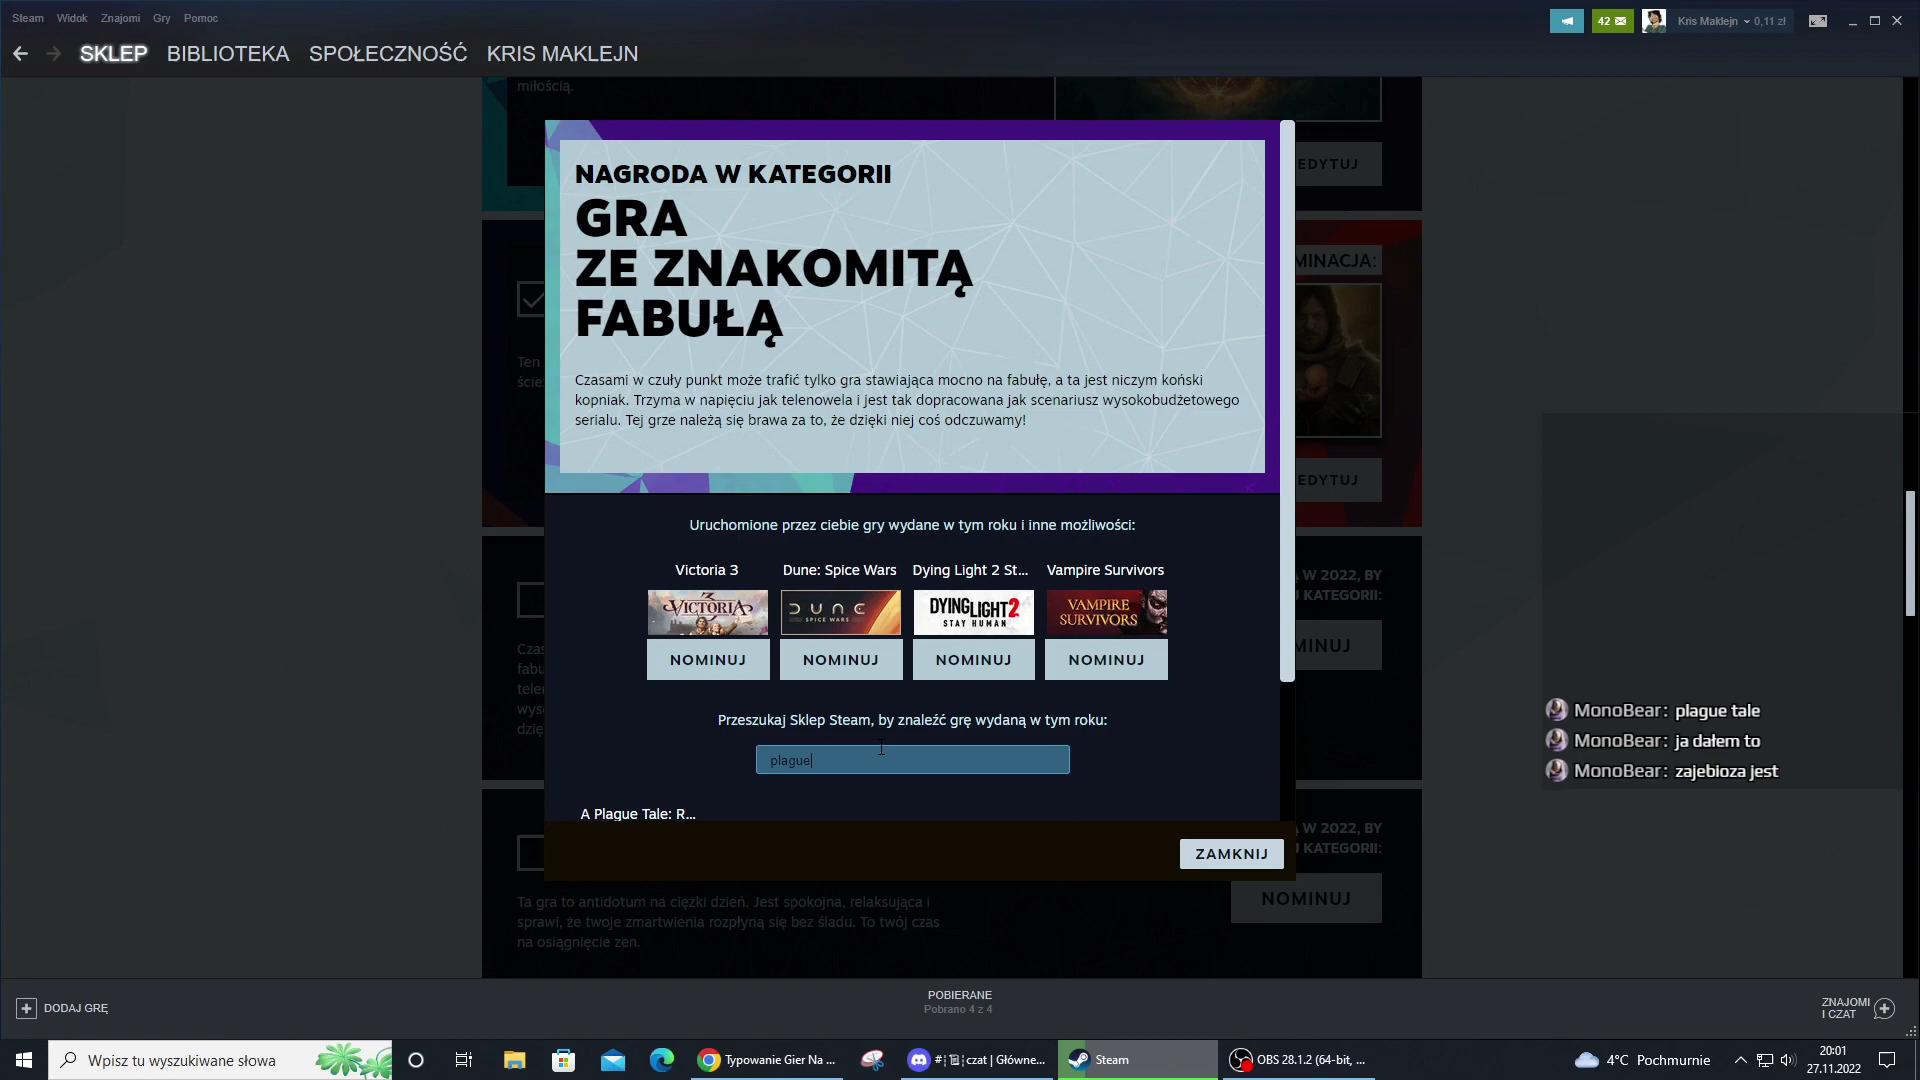 Steam Widok Znajomi Gry Pomoc
42 Kris Maklejn 0,11 zł
SKLEP BIBLIOTEKA SPOŁECZNOŚĆ KRIS MAKLEJN
miłością.
EDYTUJ
NAGRODA W KATEGORII
GRA
ZE ZNAKOMITĄ
FABUŁĄ
MINACJA:
Ten
ście
Czasami w czuły punkt może trafić tylko gra stawiająca mocno na fabułę, a ta jest niczym koński
kopniak. Trzyma w napięciu jak telenowela i jest tak dopracowana jak scenariusz wysokobudżetowego
serialu. Tej grze należą się brawa za to, że dzięki niej coś odczuwamy!
EDYTUJ
Uruchomione przez ciebie gry wydane w tym roku i inne możliwości:
Victoria 3 Dune: Spice Wars Dying Light 2 St... Vampire Survivors
VICTORIA 3 DUNE SPICE WARS DYING LIGHT 2 STAY HUMAN VAMPIRE SURVIVORS
NOMINUJ NOMINUJ NOMINUJ NOMINUJ
W 2022, BY
J KATEGORII:
MINUJ
Czas
fabu
teler
wyso
dzię
Przeszukaj Sklep Steam, by znaleźć grę wydaną w tym roku:
plague
A Plague Tale: R...
ZAMKNIJ
MonoBear: plague tale
MonoBear: ja dałem to
MonoBear: zajebioza jest
W 2022, BY
J KATEGORII:
NOMINUJ
Ta gra to antidotum na ciężki dzień. Jest spokojna, relaksująca i
sprawi, że twoje zmartwienia rozpłyną się bez śladu. To twój czas
na osiągnięcie zen.
DODAJ GRĘ
POBIERANE
Pobrano 4 z 4
ZNAJOMI
I CZAT
Wpisz tu wyszukiwane słowa
Typowanie Gier Na ...
czat | Główne...
Steam
OBS 28.1.2 (64-bit, ...
4°C Pochmurnie
20:01
27.11.2022